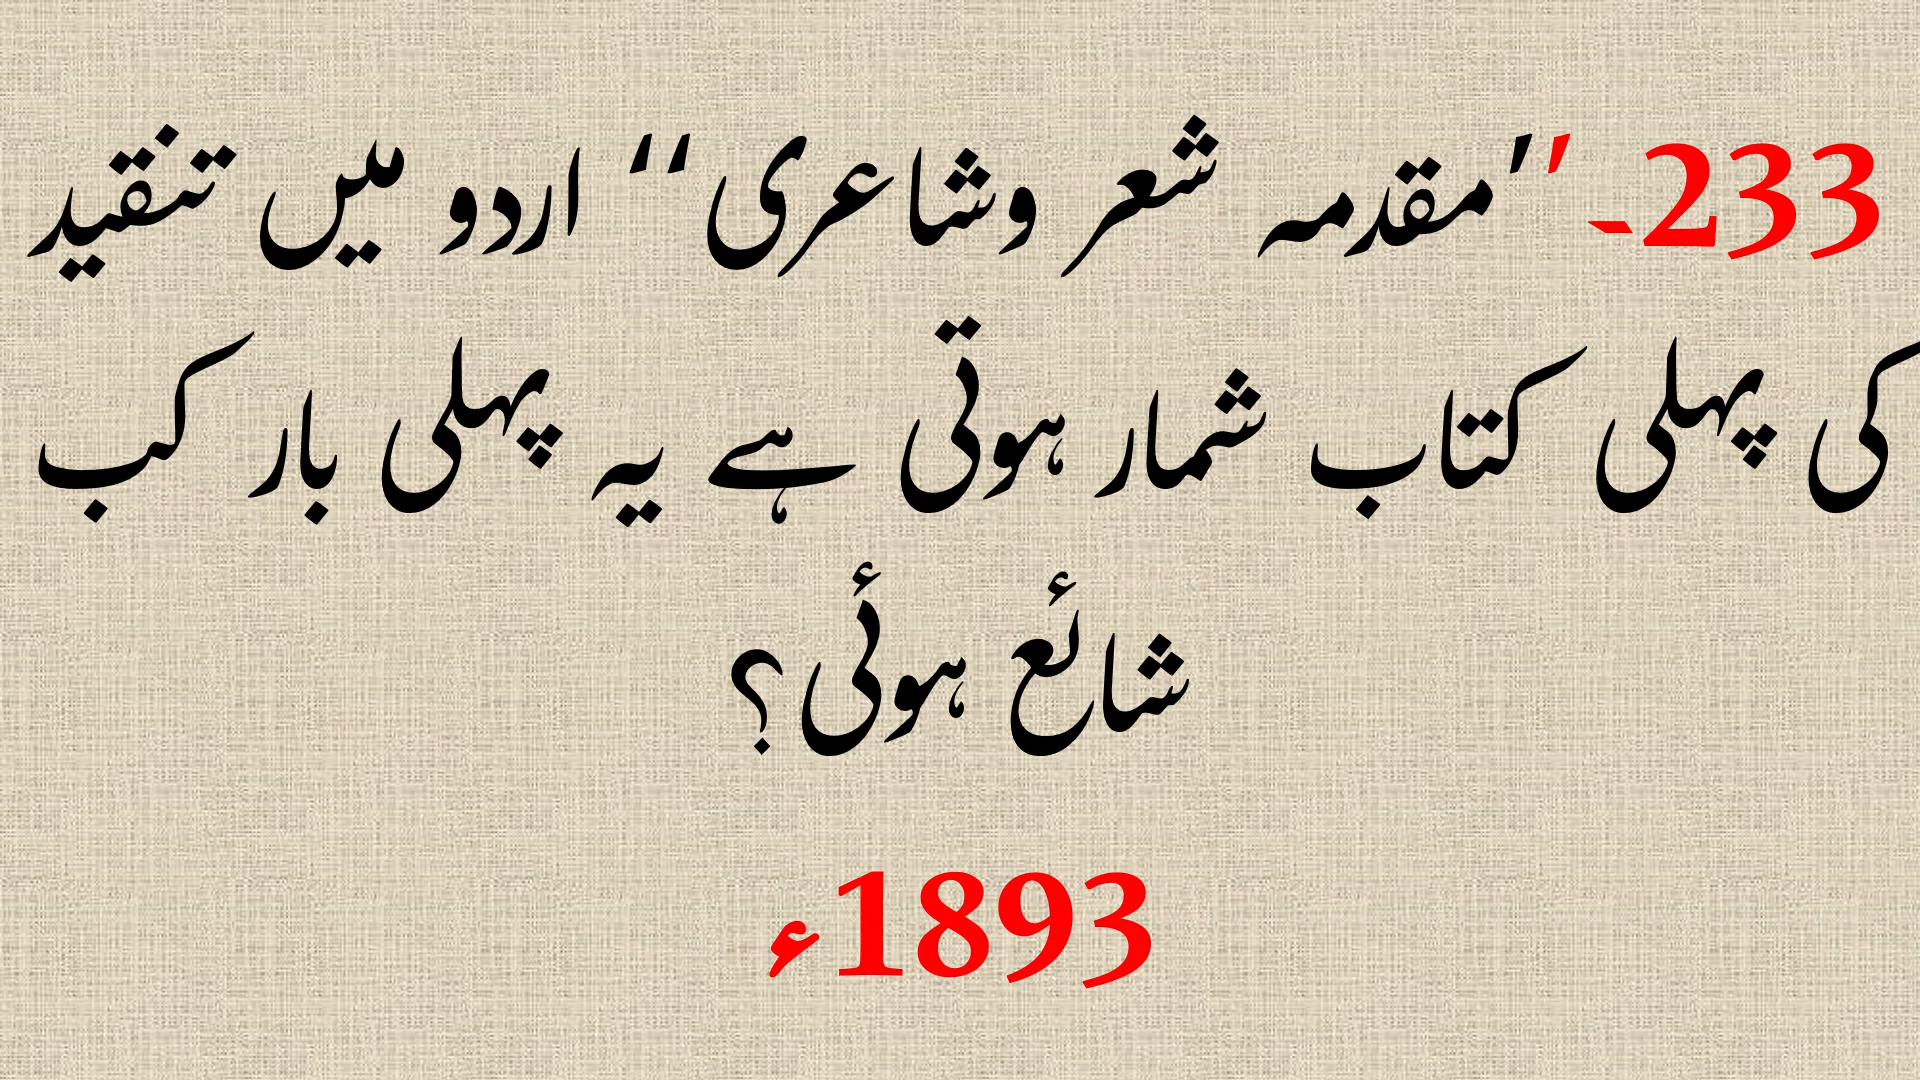 233۔’’مقدمہ شعر وشاعری‘‘ اردو میں تنقید
کی پہلی کتاب شمار ہوتی ہے یہ پہلی بار کب
شائع ہوئی؟
1893ء